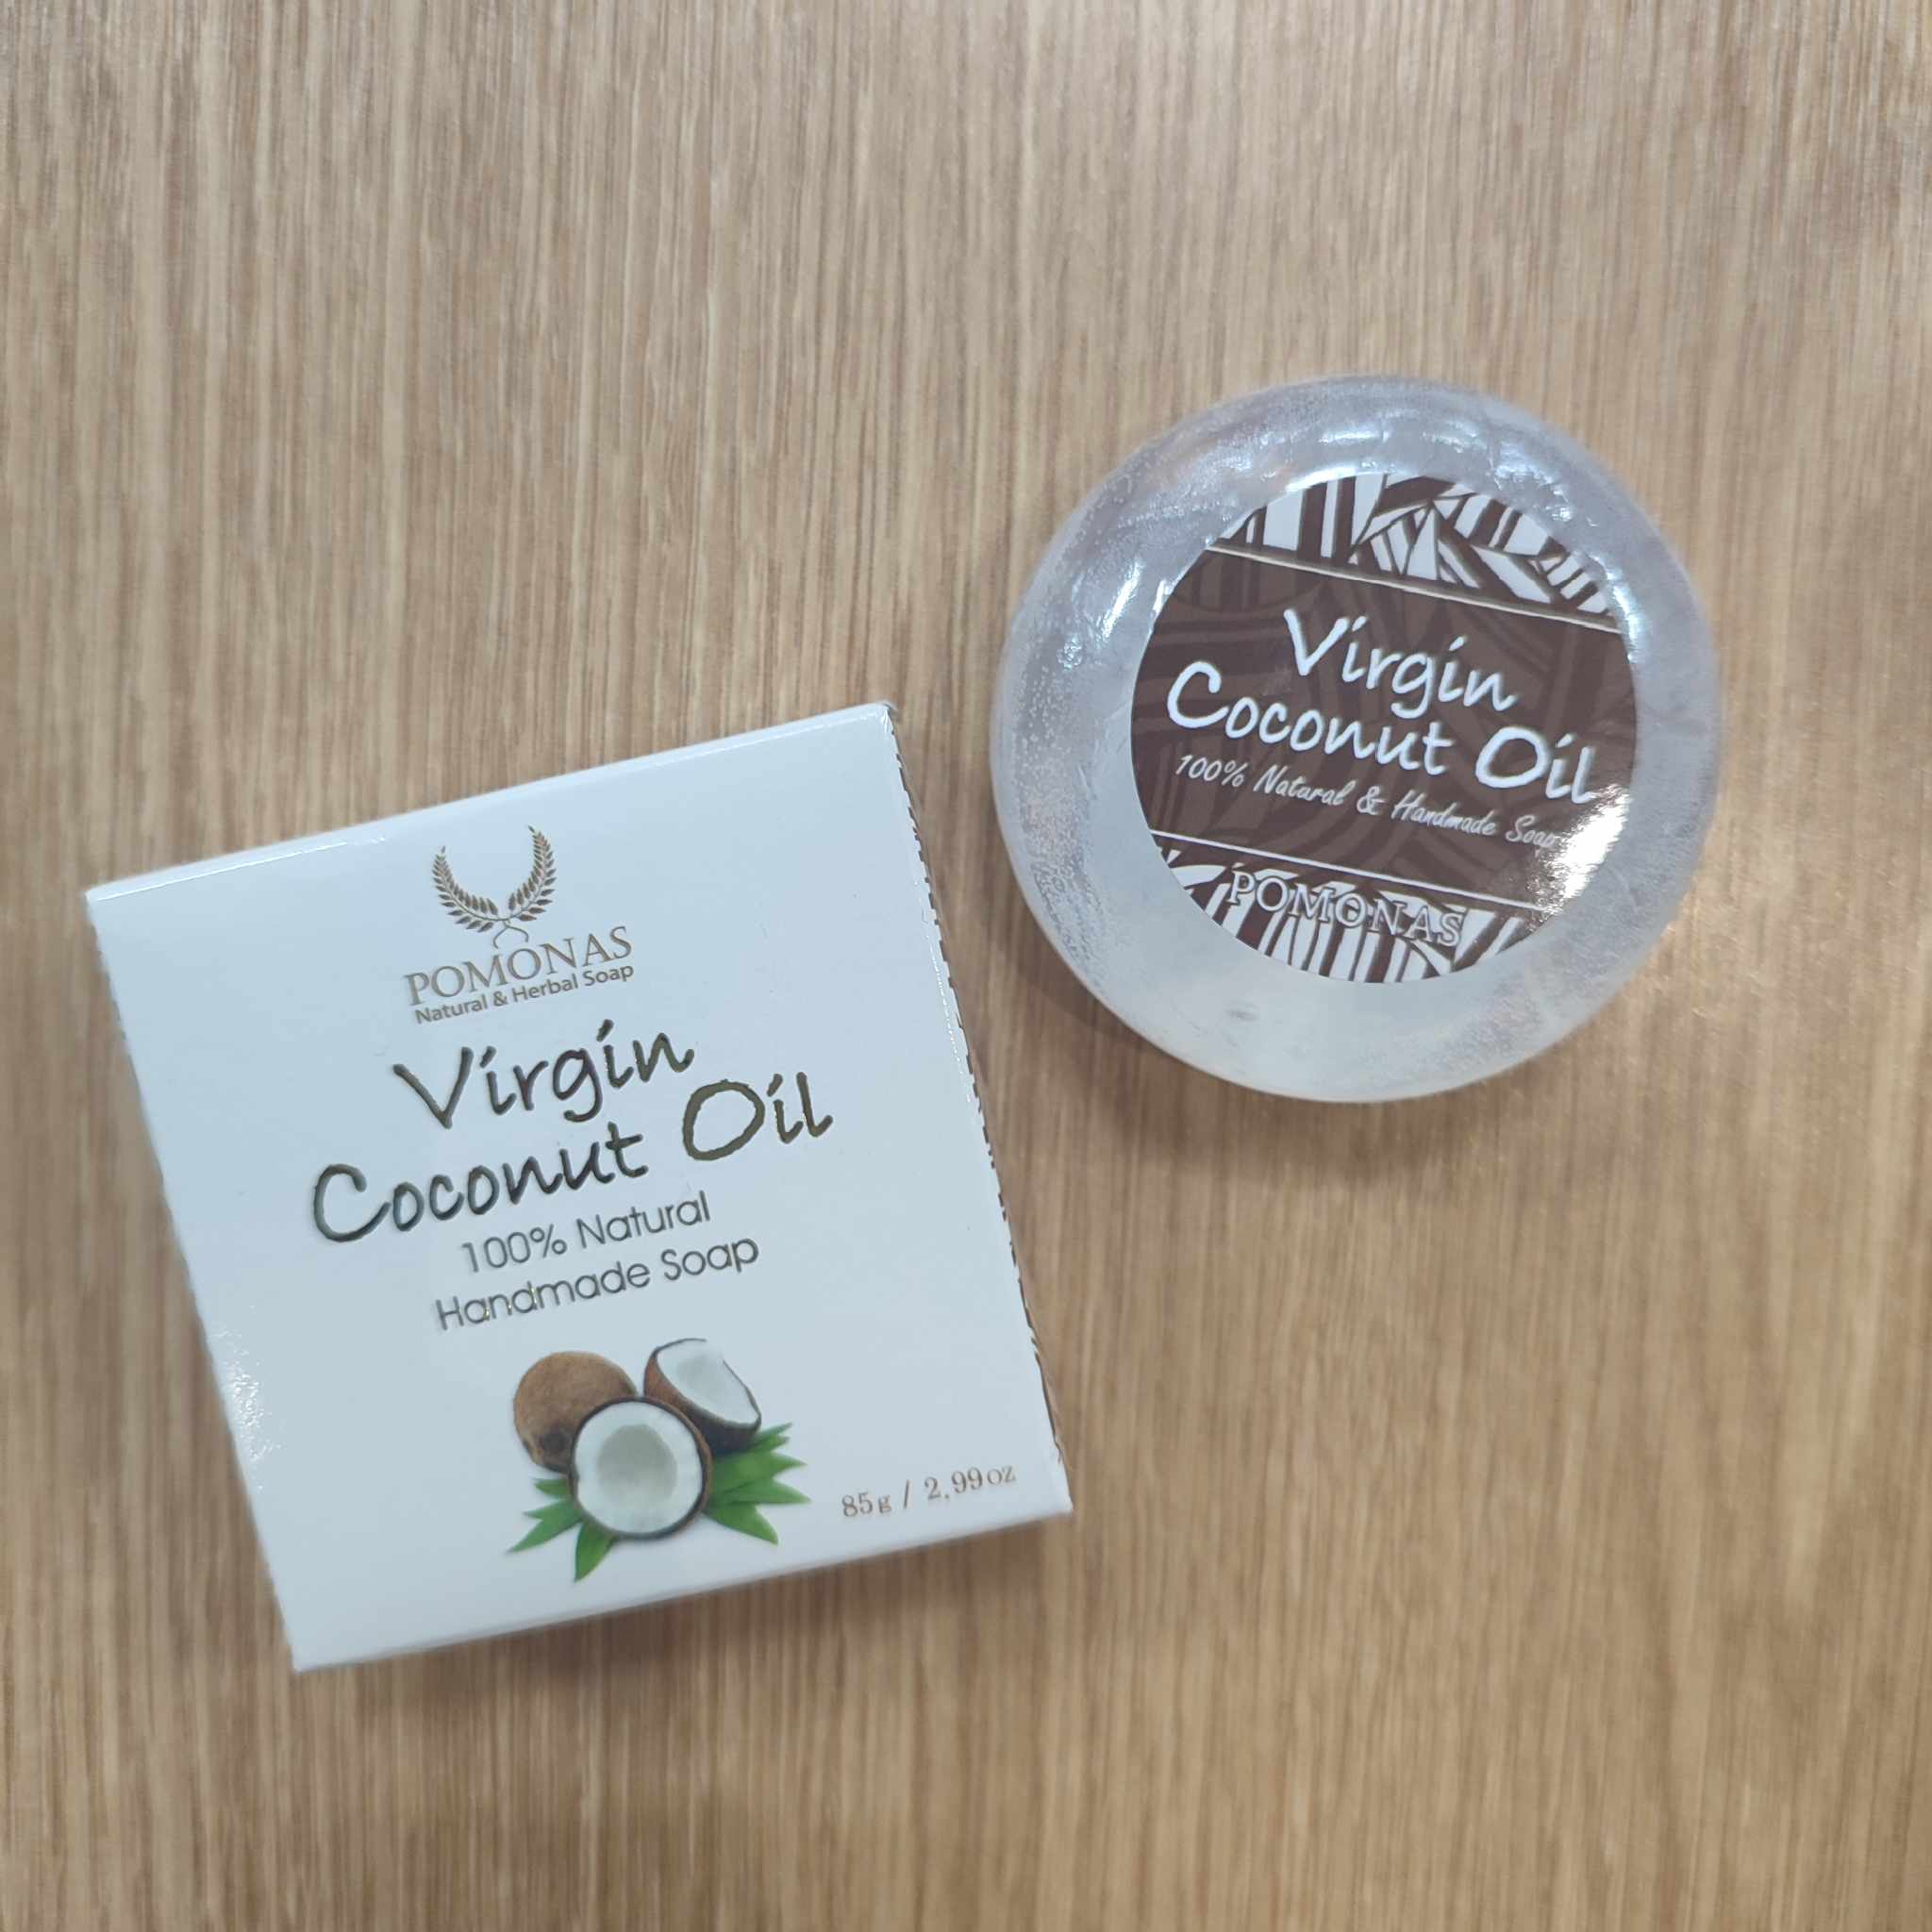 POMONAS
Natural & Herbal Soap
Virgin
Coconut Oil
100% Natural
Handmade Soap
85g / 2.99oz
Virgin
Coconut Oil
100% Natural & Handmade Soap
POMONAS